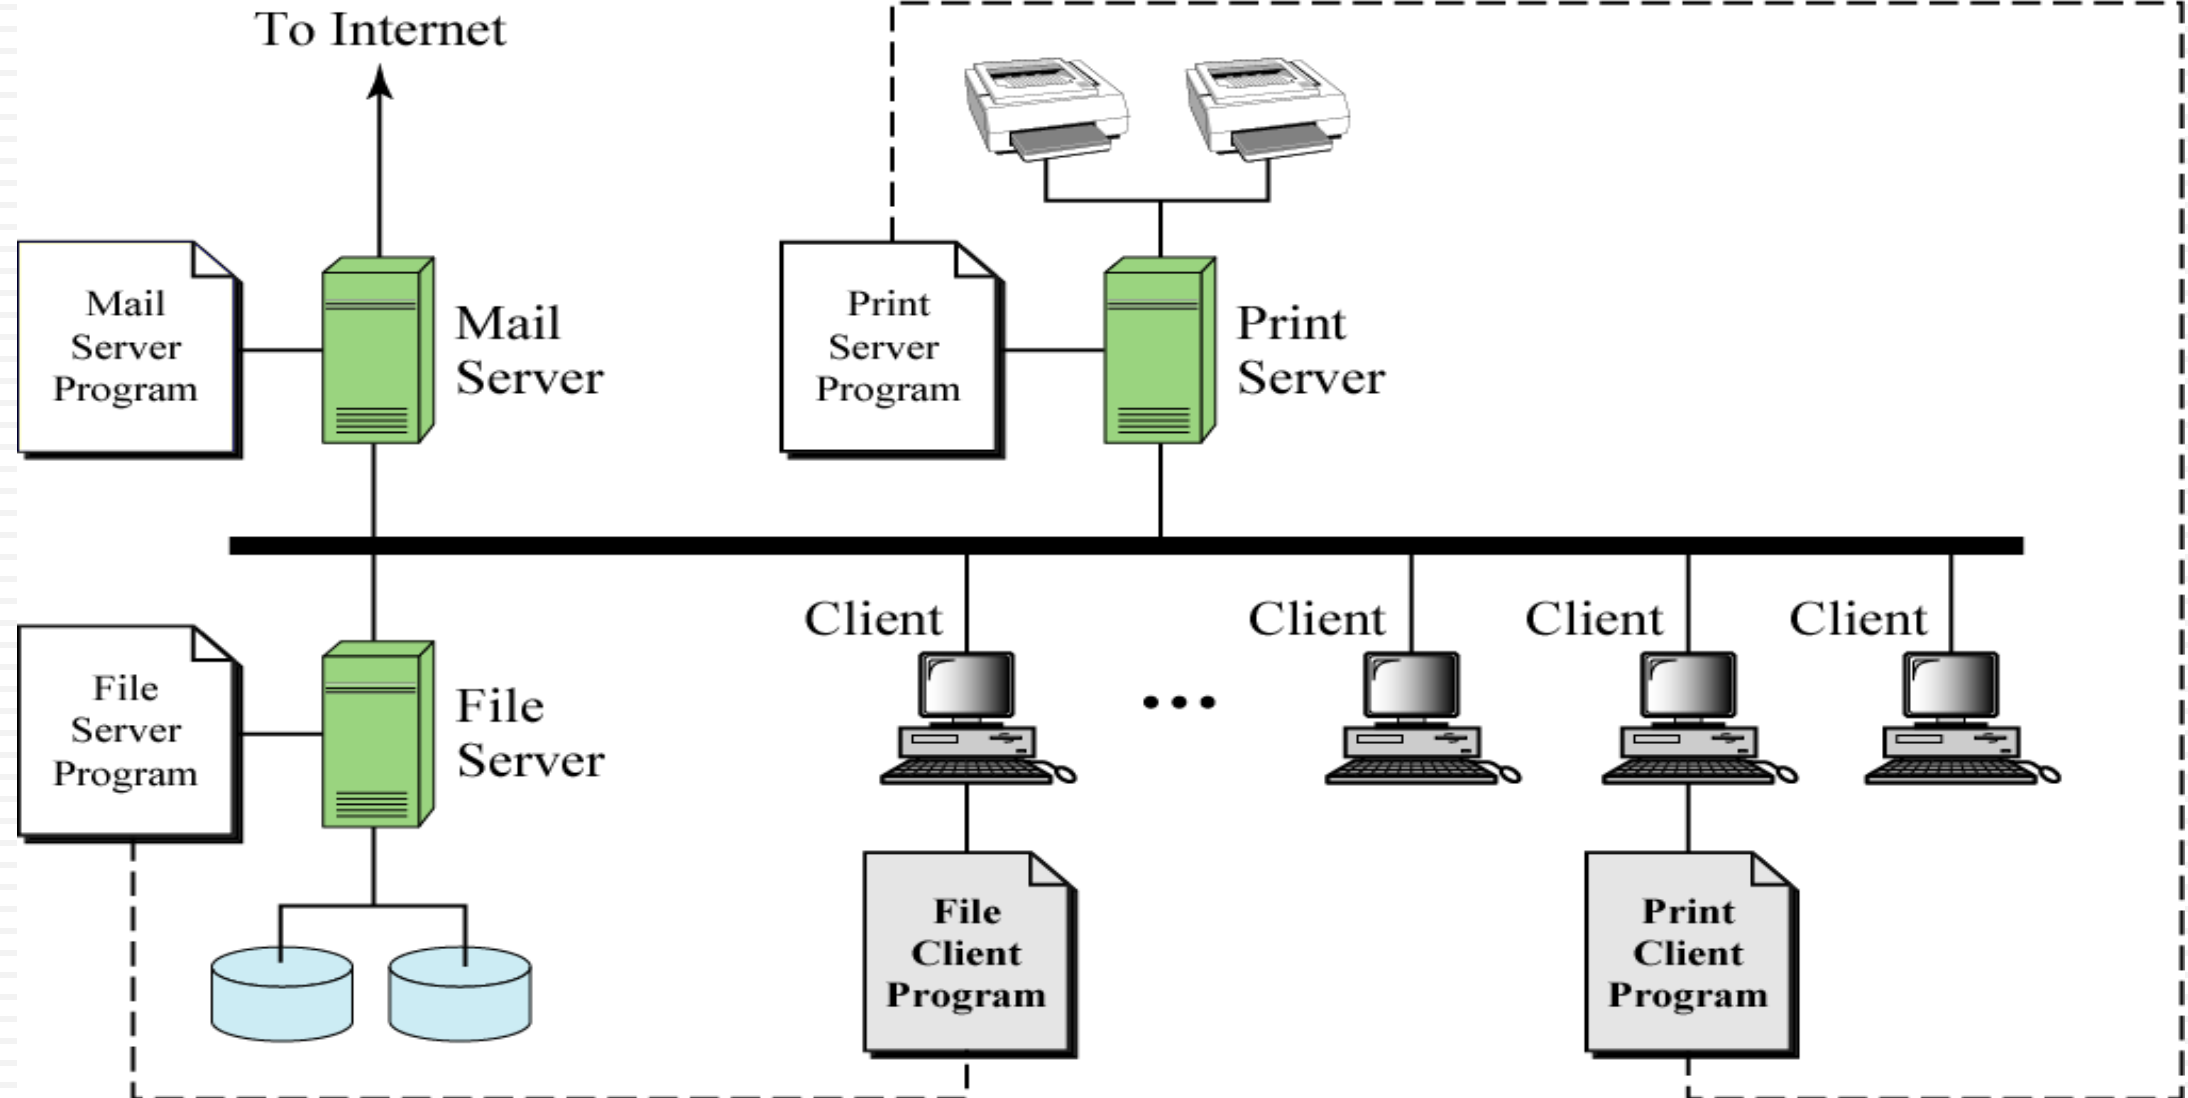 To Internet
Mail
Server
Program
Mail
Server
Print
Server
Program
Print
Server
File
Server
Program
File
Server
Client
Client
Client
Client
File
Client
Program
Print
Client
Program